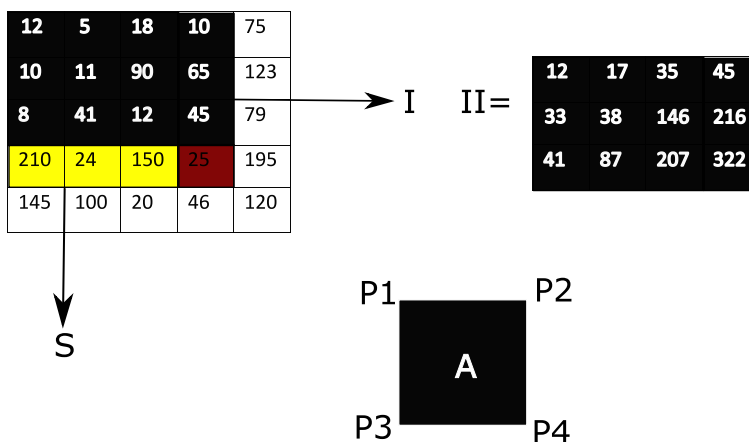 12 5 18 10 75
10 11 90 65 123
8 41 12 45 79
210 24 150 25 195
145 100 20 46 120
I II=
12 17 35 45
33 38 146 216
41 87 207 322
S
P1 P2
A
P3 P4